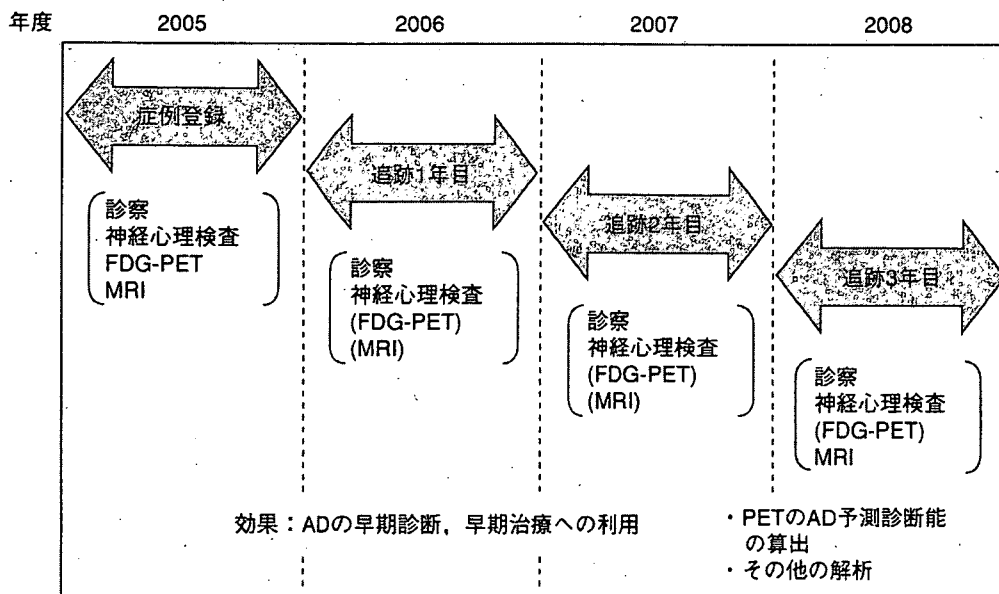 年度 2005 2006 2007 2008
症例登録
診察
神経心理検査
FDG-PET
MRI
追跡1年目
診察
神経心理検査
(FDG-PET)
(MRI)
追跡2年目
診察
神経心理検査
(FDG-PET)
(MRI)
追跡3年目
診察
神経心理検査
(FDG-PET)
MRI
効果：ADの早期診断，早期治療への利用
・PETのAD予測診断能
の算出
・その他の解析